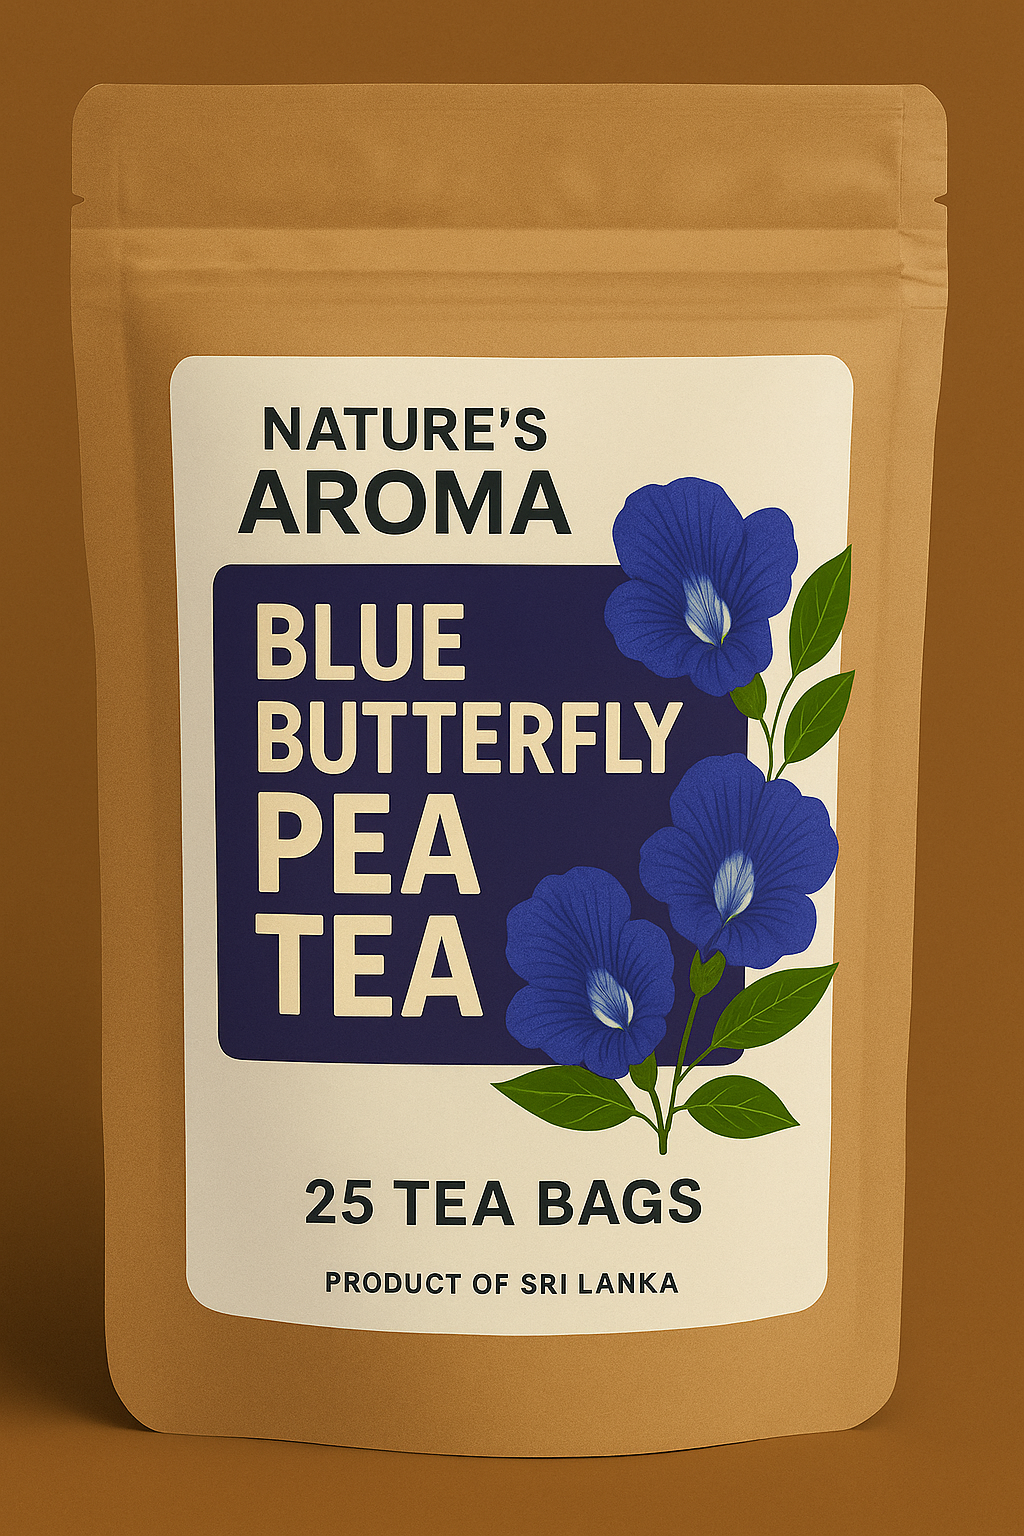 NATURE'S
AROMA
BLUE
BUTTERFLY
PEA
TEA
25 TEA BAGS
PRODUCT OF SRI LANKA